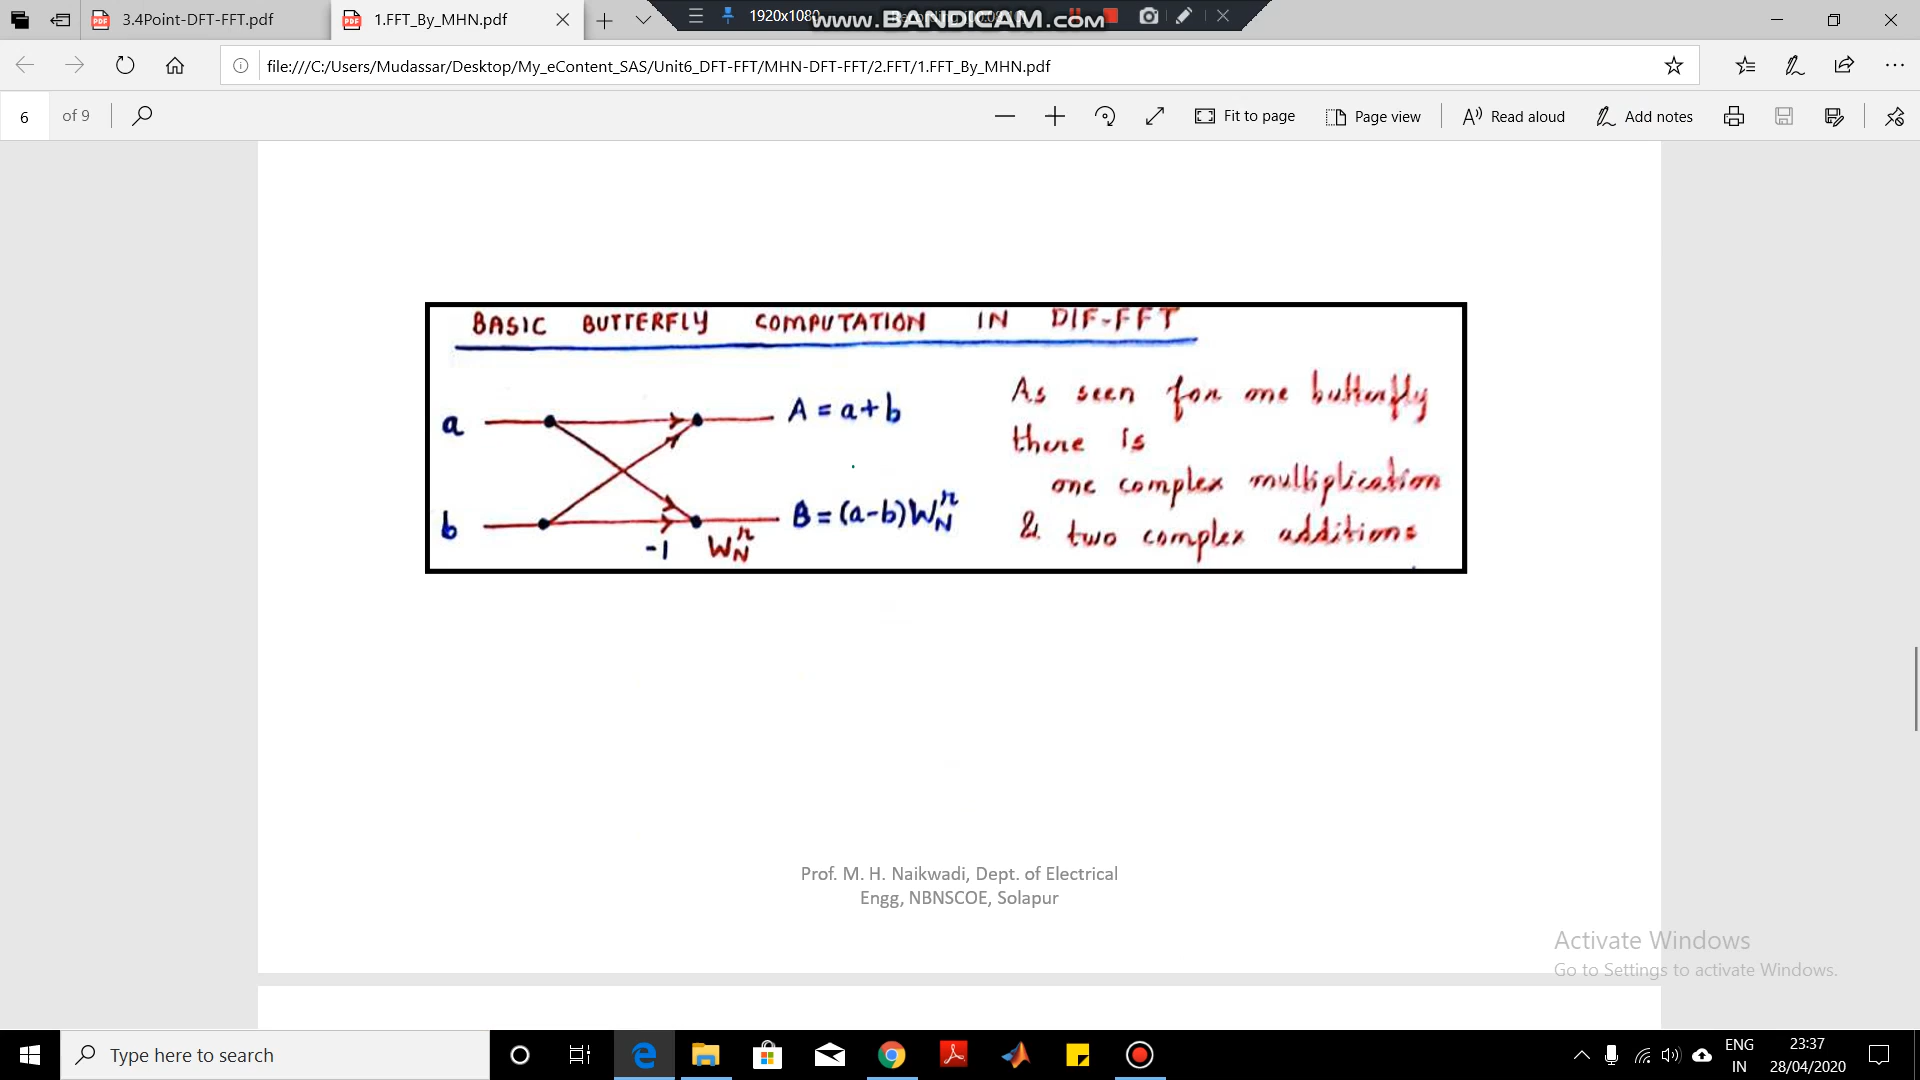 3.4Point-DFT-FFT.pdf
1.FFT_By_MHN.pdf
1920x1080
www.BANDICAM.com
file:///C:/Users/Mudassar/Desktop/My_eContent_SAS/Unit6_DFT-FFT/MHN-DFT-FFT/2.FFT/1.FFT_By_MHN.pdf
6 of 9
Fit to page
Page view
Read aloud
Add notes
BASIC BUTTERFLY COMPUTATION IN DIF-FFT
a
A = a+b
b
-1
W_N^r
B = (a-b)W_N^r
As seen for one butterfly
there is
one complex multiplication
& two complex additions
Prof. M. H. Naikwadi, Dept. of Electrical
Engg, NBNSCOE, Solapur
Activate Windows
Go to Settings to activate Windows.
Type here to search
ENG
IN
23:37
28/04/2020